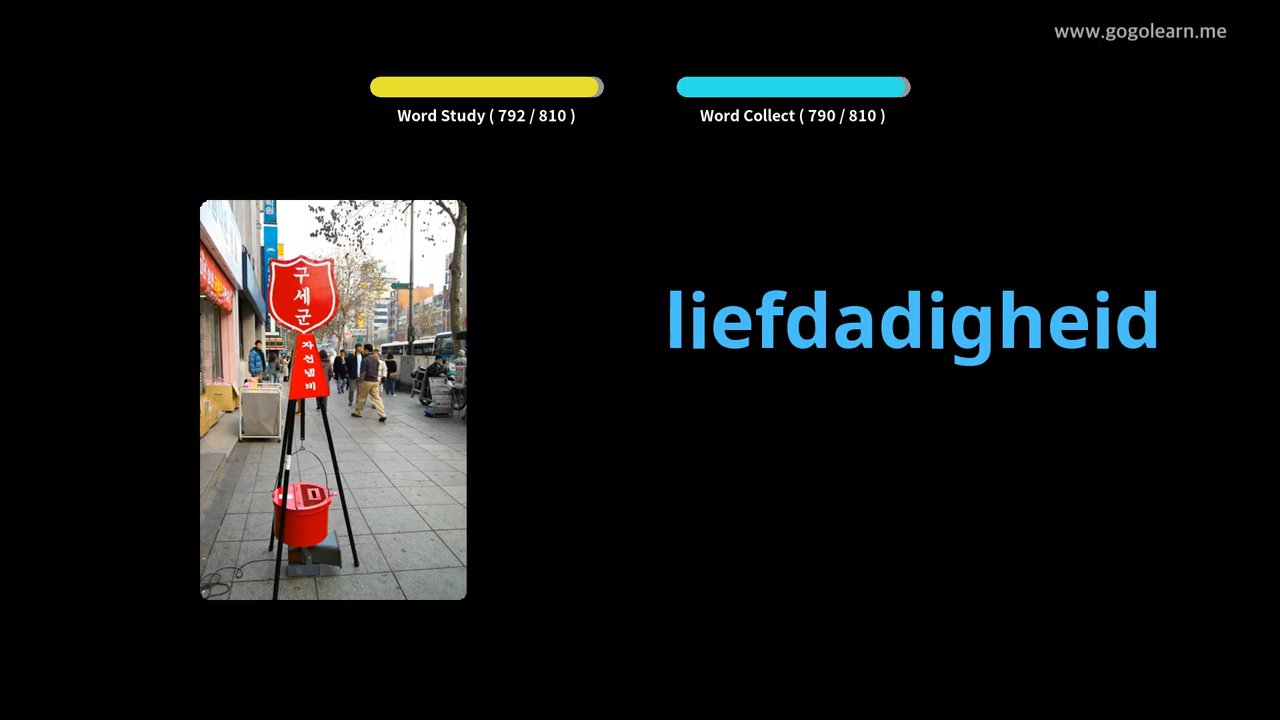 www.gogolearn.me
Word Study ( 792 / 810 )
Word Collect ( 790 / 810 )
liefdadigheid
구
세
군
자
선
냄
비